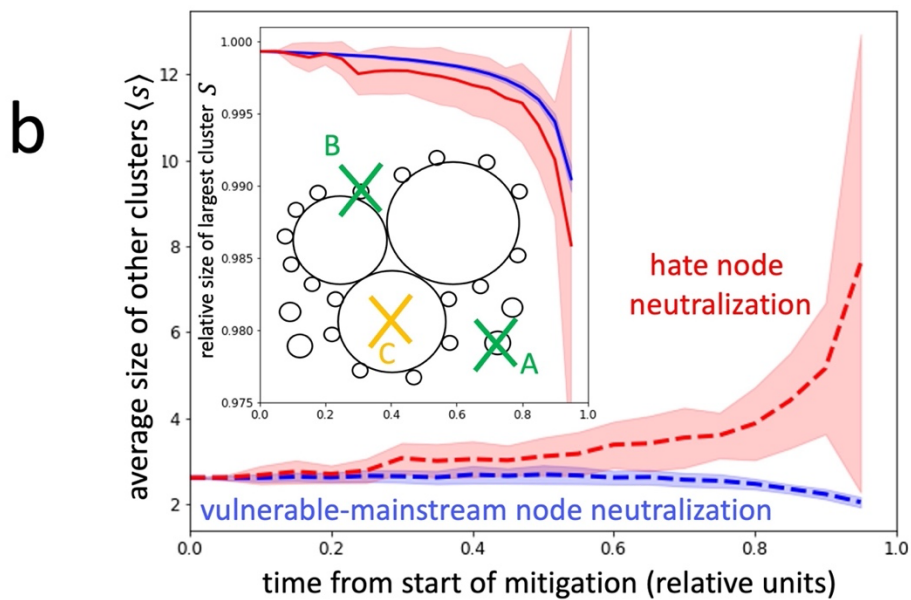 b
average size of other clusters ⟨s⟩
12
10
8
6
4
2
0.0
0.2
0.4
0.6
0.8
1.0
time from start of mitigation (relative units)
relative size of largest cluster S
1.000
0.995
0.990
0.985
0.980
0.975
0.0
0.2
0.4
0.6
0.8
1.0
B
C
A
hate node
neutralization
vulnerable-mainstream node neutralization